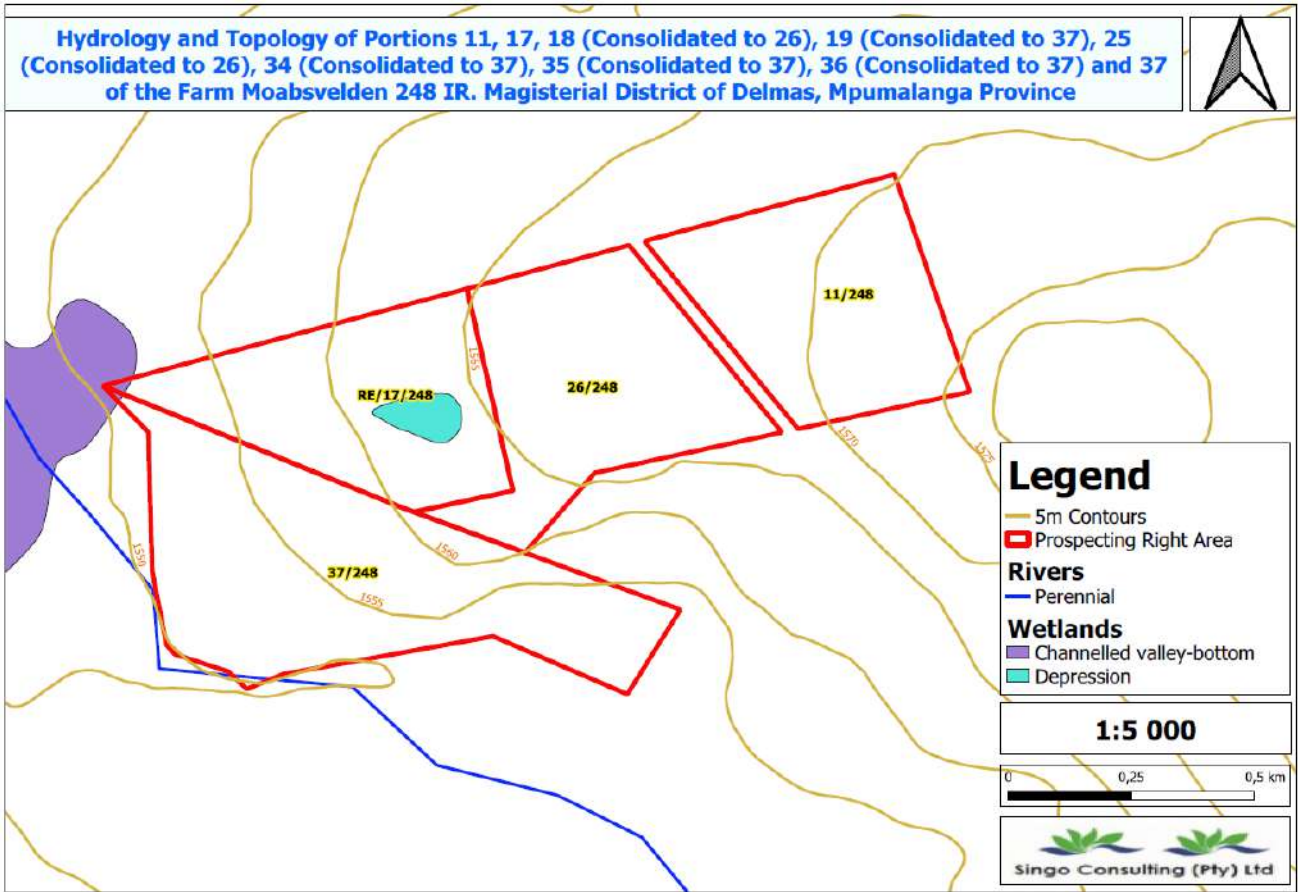 Hydrology and Topology of Portions 11, 17, 18 (Consolidated to 26), 19 (Consolidated to 37), 25
(Consolidated to 26), 34 (Consolidated to 37), 35 (Consolidated to 37), 36 (Consolidated to 37) and 37
of the Farm Moabsvelden 248 IR. Magisterial District of Delmas, Mpumalanga Province
11/248
1565
26/248
RE/17/248
1570
1575
1550
1560
37/248
1555
Legend
5m Contours
Prospecting Right Area
Rivers
Perennial
Wetlands
Channelled valley-bottom
Depression
1:5 000
0 0,25 0,5 km
Singo Consulting (Pty) Ltd